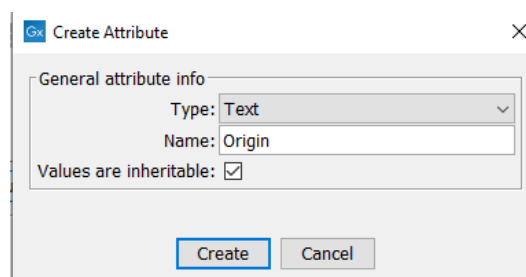 Gx Create Attribute
General attribute info
Type: Text
Name: Origin
Values are inheritable:
Create Cancel